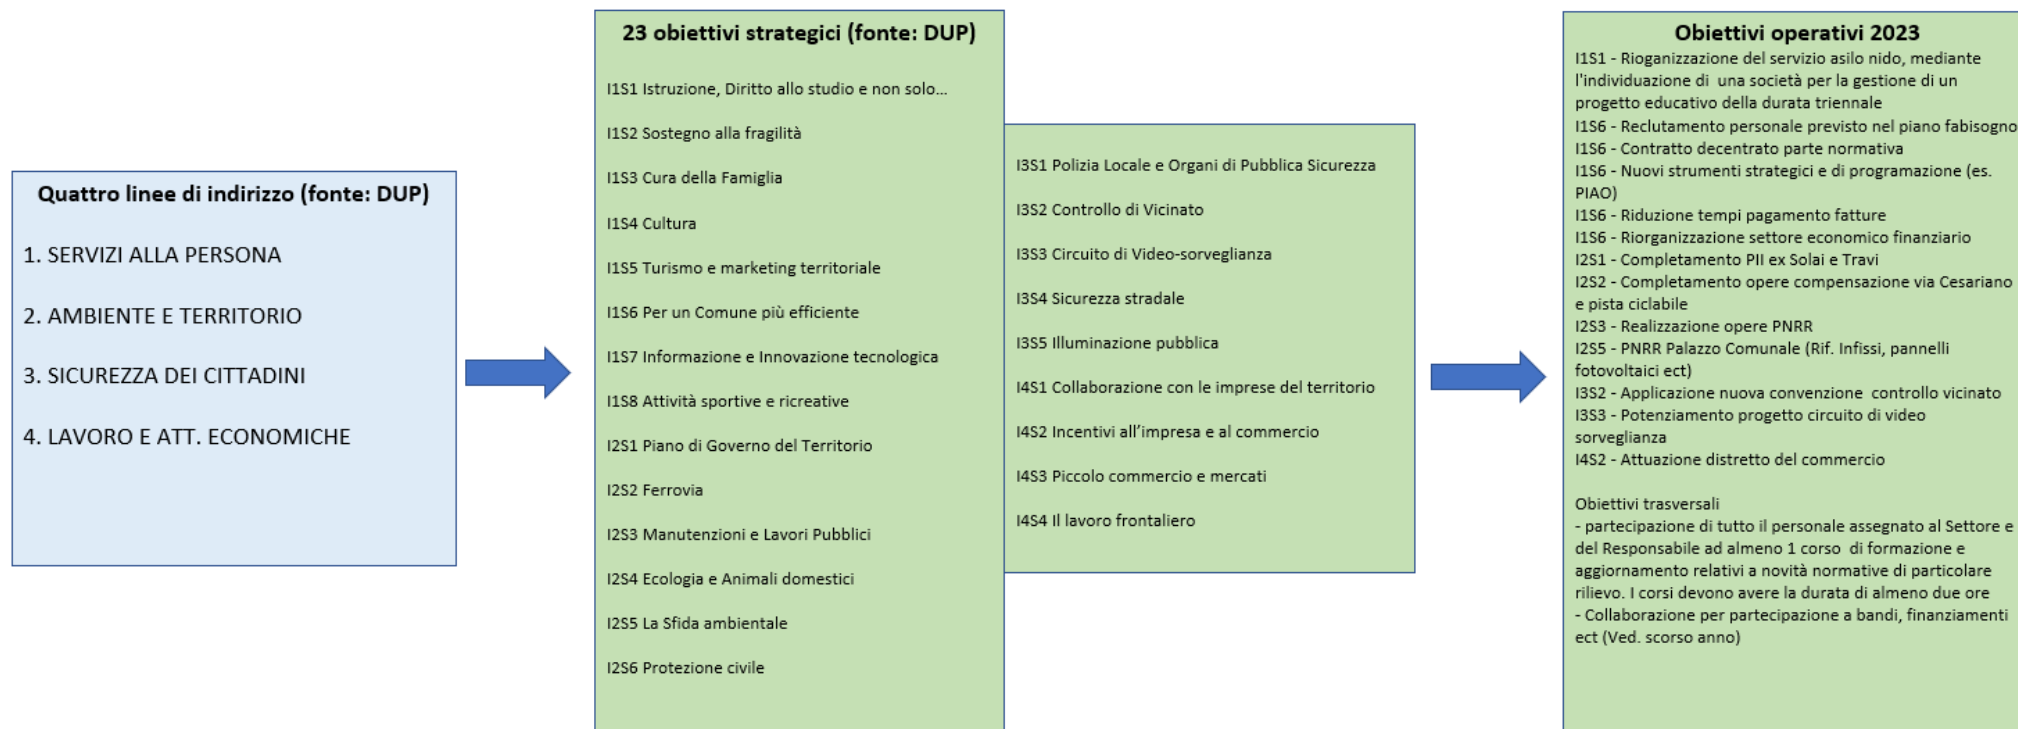 Quattro linee di indirizzo (fonte: DUP)
1. SERVIZI ALLA PERSONA
2. AMBIENTE E TERRITORIO
3. SICUREZZA DEI CITTADINI
4. LAVORO E ATT. ECONOMICHE
23 obiettivi strategici (fonte: DUP)
I1S1 Istruzione, Diritto allo studio e non solo…
I1S2 Sostegno alla fragilità
I1S3 Cura della Famiglia
I1S4 Cultura
I1S5 Turismo e marketing territoriale
I1S6 Per un Comune più efficiente
I1S7 Informazione e Innovazione tecnologica
I1S8 Attività sportive e ricreative
I2S1 Piano di Governo del Territorio
I2S2 Ferrovia
I2S3 Manutenzioni e Lavori Pubblici
I2S4 Ecologia e Animali domestici
I2S5 La Sfida ambientale
I2S6 Protezione civile
I3S1 Polizia Locale e Organi di Pubblica Sicurezza
I3S2 Controllo di Vicinato
I3S3 Circuito di Video-sorveglianza
I3S4 Sicurezza stradale
I3S5 Illuminazione pubblica
I4S1 Collaborazione con le imprese del territorio
I4S2 Incentivi all’impresa e al commercio
I4S3 Piccolo commercio e mercati
I4S4 Il lavoro frontaliero
Obiettivi operativi 2023
I1S1 - Rioganizzazione del servizio asilo nido, mediante
l'individuazione di una società per la gestione di un
progetto educativo della durata triennale
I1S6 - Reclutamento personale previsto nel piano fabisogno
I1S6 - Contratto decentrato parte normativa
I1S6 - Nuovi strumenti strategici e di programmazione (es.
PIAO)
I1S6 - Riduzione tempi pagamento fatture
I1S6 - Riorganizzazione settore economico finanziario
I2S1 - Completamento PII ex Solai e Travi
I2S2 - Completamento opere compensazione via Cesariano
e pista ciclabile
I2S3 - Realizzazione opere PNRR
I2S5 - PNRR Palazzo Comunale (Rif. Infissi, pannelli
fotovoltaici ect)
I3S2 - Applicazione nuova convenzione controllo vicinato
I3S3 - Potenziamento progetto circuito di video
sorveglianza
I4S2 - Attuazione distretto del commercio
Obiettivi trasversali
- partecipazione di tutto il personale assegnato al Settore e
del Responsabile ad almeno 1 corso di formazione e
aggiornamento relativi a novità normative di particolare
rilievo. I corsi devono avere la durata di almeno due ore
- Collaborazione per partecipazione a bandi, finanziamenti
ect (Ved. scorso anno)